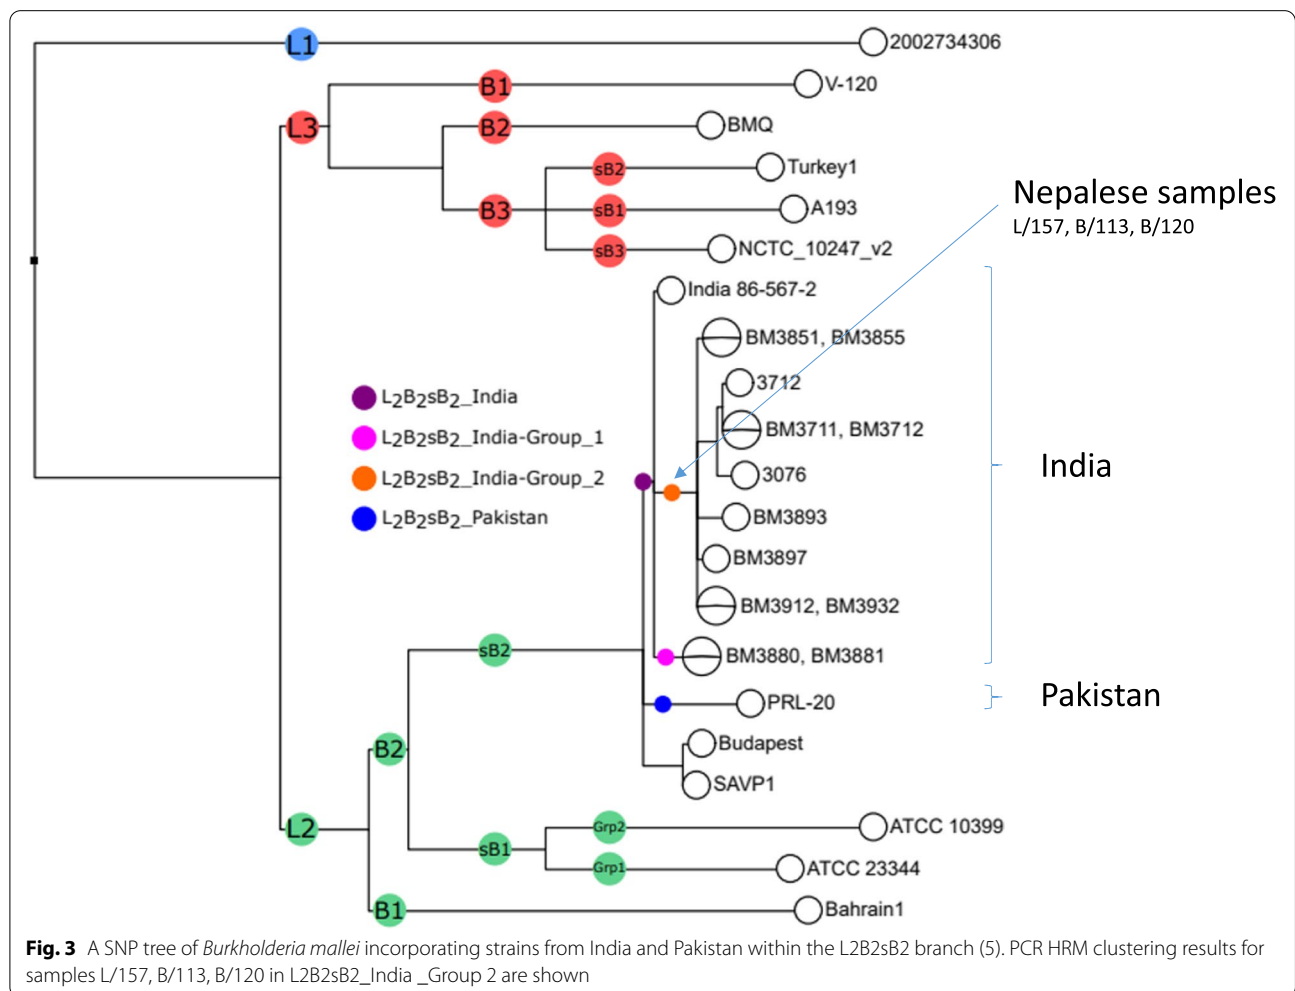 L1
2002734306
B1
V-120
L3
B2
BMQ
sB2
Turkey1
B3
sB1
A193
sB3
NCTC_10247_v2
Nepalese samples
L/157, B/113, B/120
India 86-567-2
BM3851, BM3855
3712
BM3711, BM3712
3076
BM3893
BM3897
BM3912, BM3932
BM3880, BM3881
India
L2B2sB2_India
L2B2sB2_India-Group_1
L2B2sB2_India-Group_2
L2B2sB2_Pakistan
sB2
PRL-20
Pakistan
Budapest
SAVP1
B2
L2
sB1
Grp2
ATCC 10399
Grp1
ATCC 23344
B1
Bahrain1
Fig. 3 A SNP tree of Burkholderia mallei incorporating strains from India and Pakistan within the L2B2sB2 branch (5). PCR HRM clustering results for
samples L/157, B/113, B/120 in L2B2sB2_India _Group 2 are shown